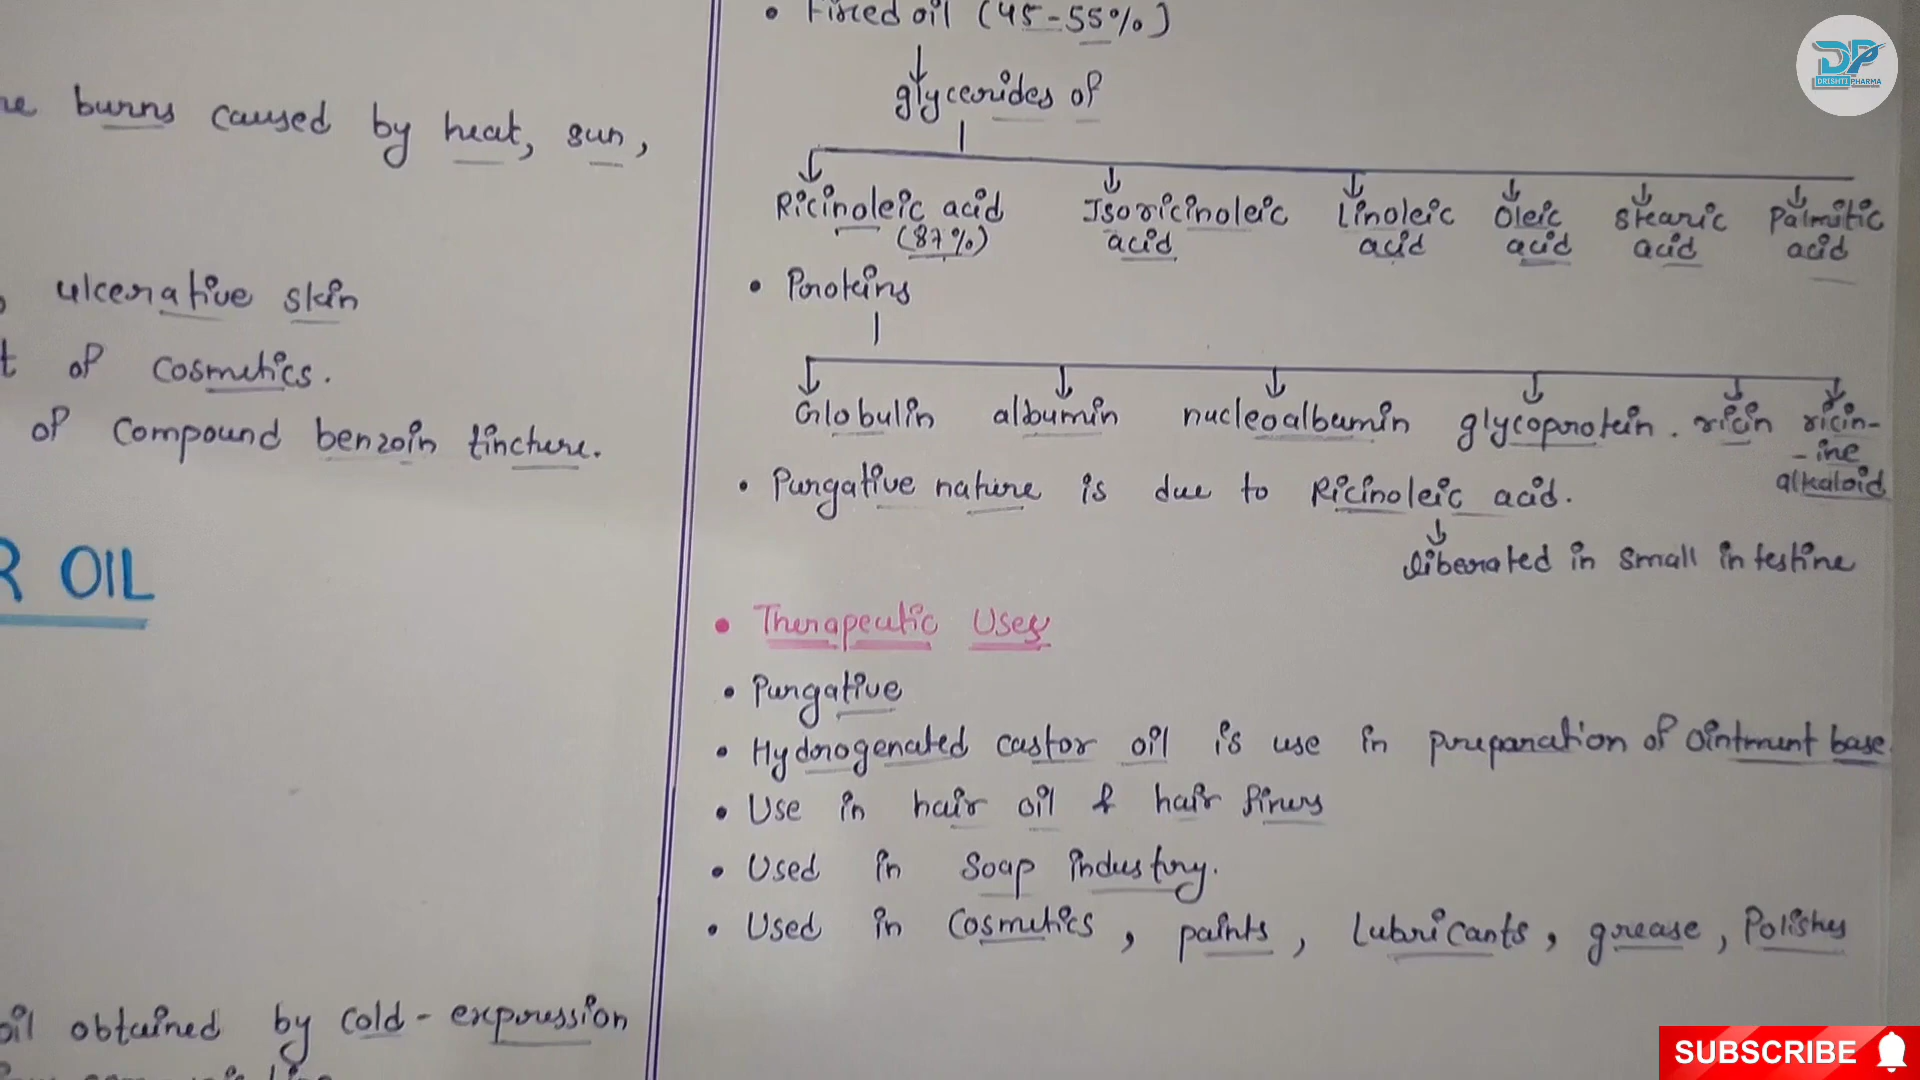 re burns caused by heat, sun,
ulcerative skin
t of cosmetics.
of compound benzoin tincture.
R OIL
oil obtained by cold-expression
• Fixed oil (45-55%)
glycerides of
Ricinoleic acid (87%)
Isoricinoleic acid
Linoleic acid
Oleic acid
Stearic acid
Palmitic acid
• Proteins
Globulin albumin nucleoalbumin glycoprotein. ricin ricin-
-ine
alkaloid
• Purgative nature is due to Ricinoleic acid.
liberated in small intestine
• Therapeutic Uses
• Purgative
• Hydrogenated castor oil is use in preparation of ointment base.
• Use in hair oil & hair
• Used in Soap industry.
• Used in Cosmetics, paints, Lubricants, grease, Polishes
DP
DRISHTI PHARMA
SUBSCRIBE